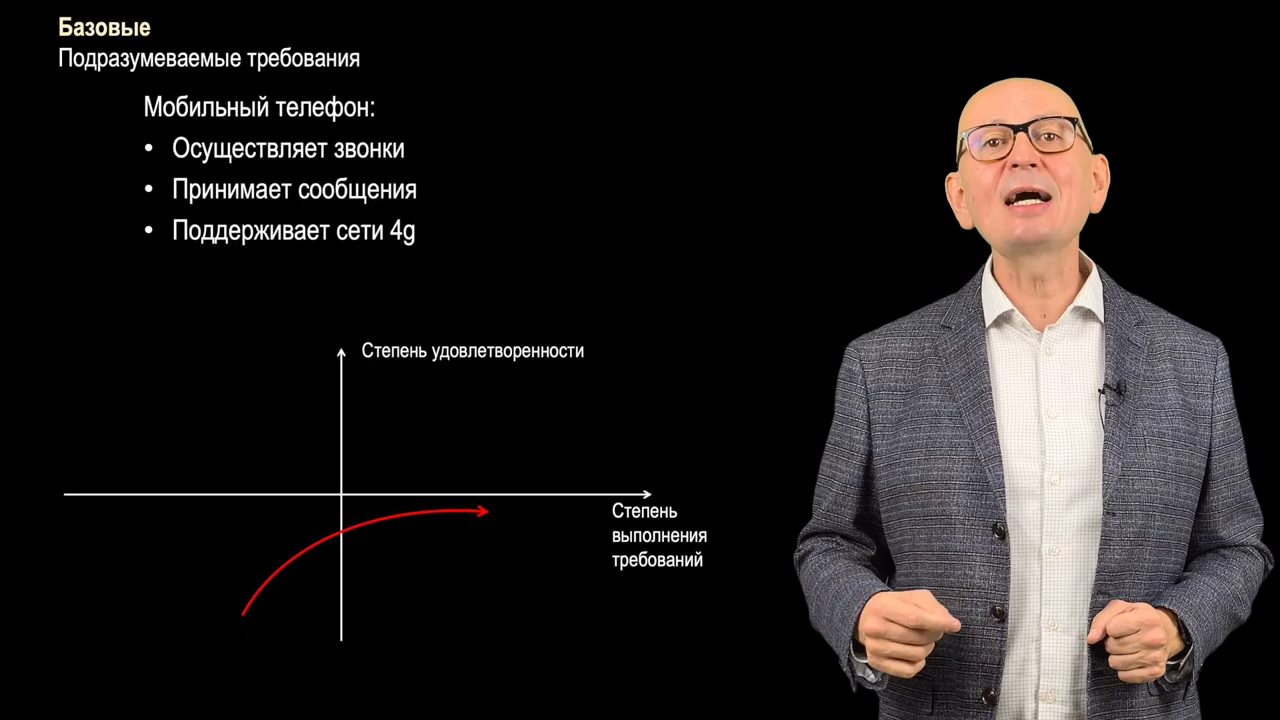 Базовые
Подразумеваемые требования
Мобильный телефон:
• Осуществляет звонки
• Принимает сообщения
• Поддерживает сети 4g
Степень удовлетворенности
Степень
выполнения
требований